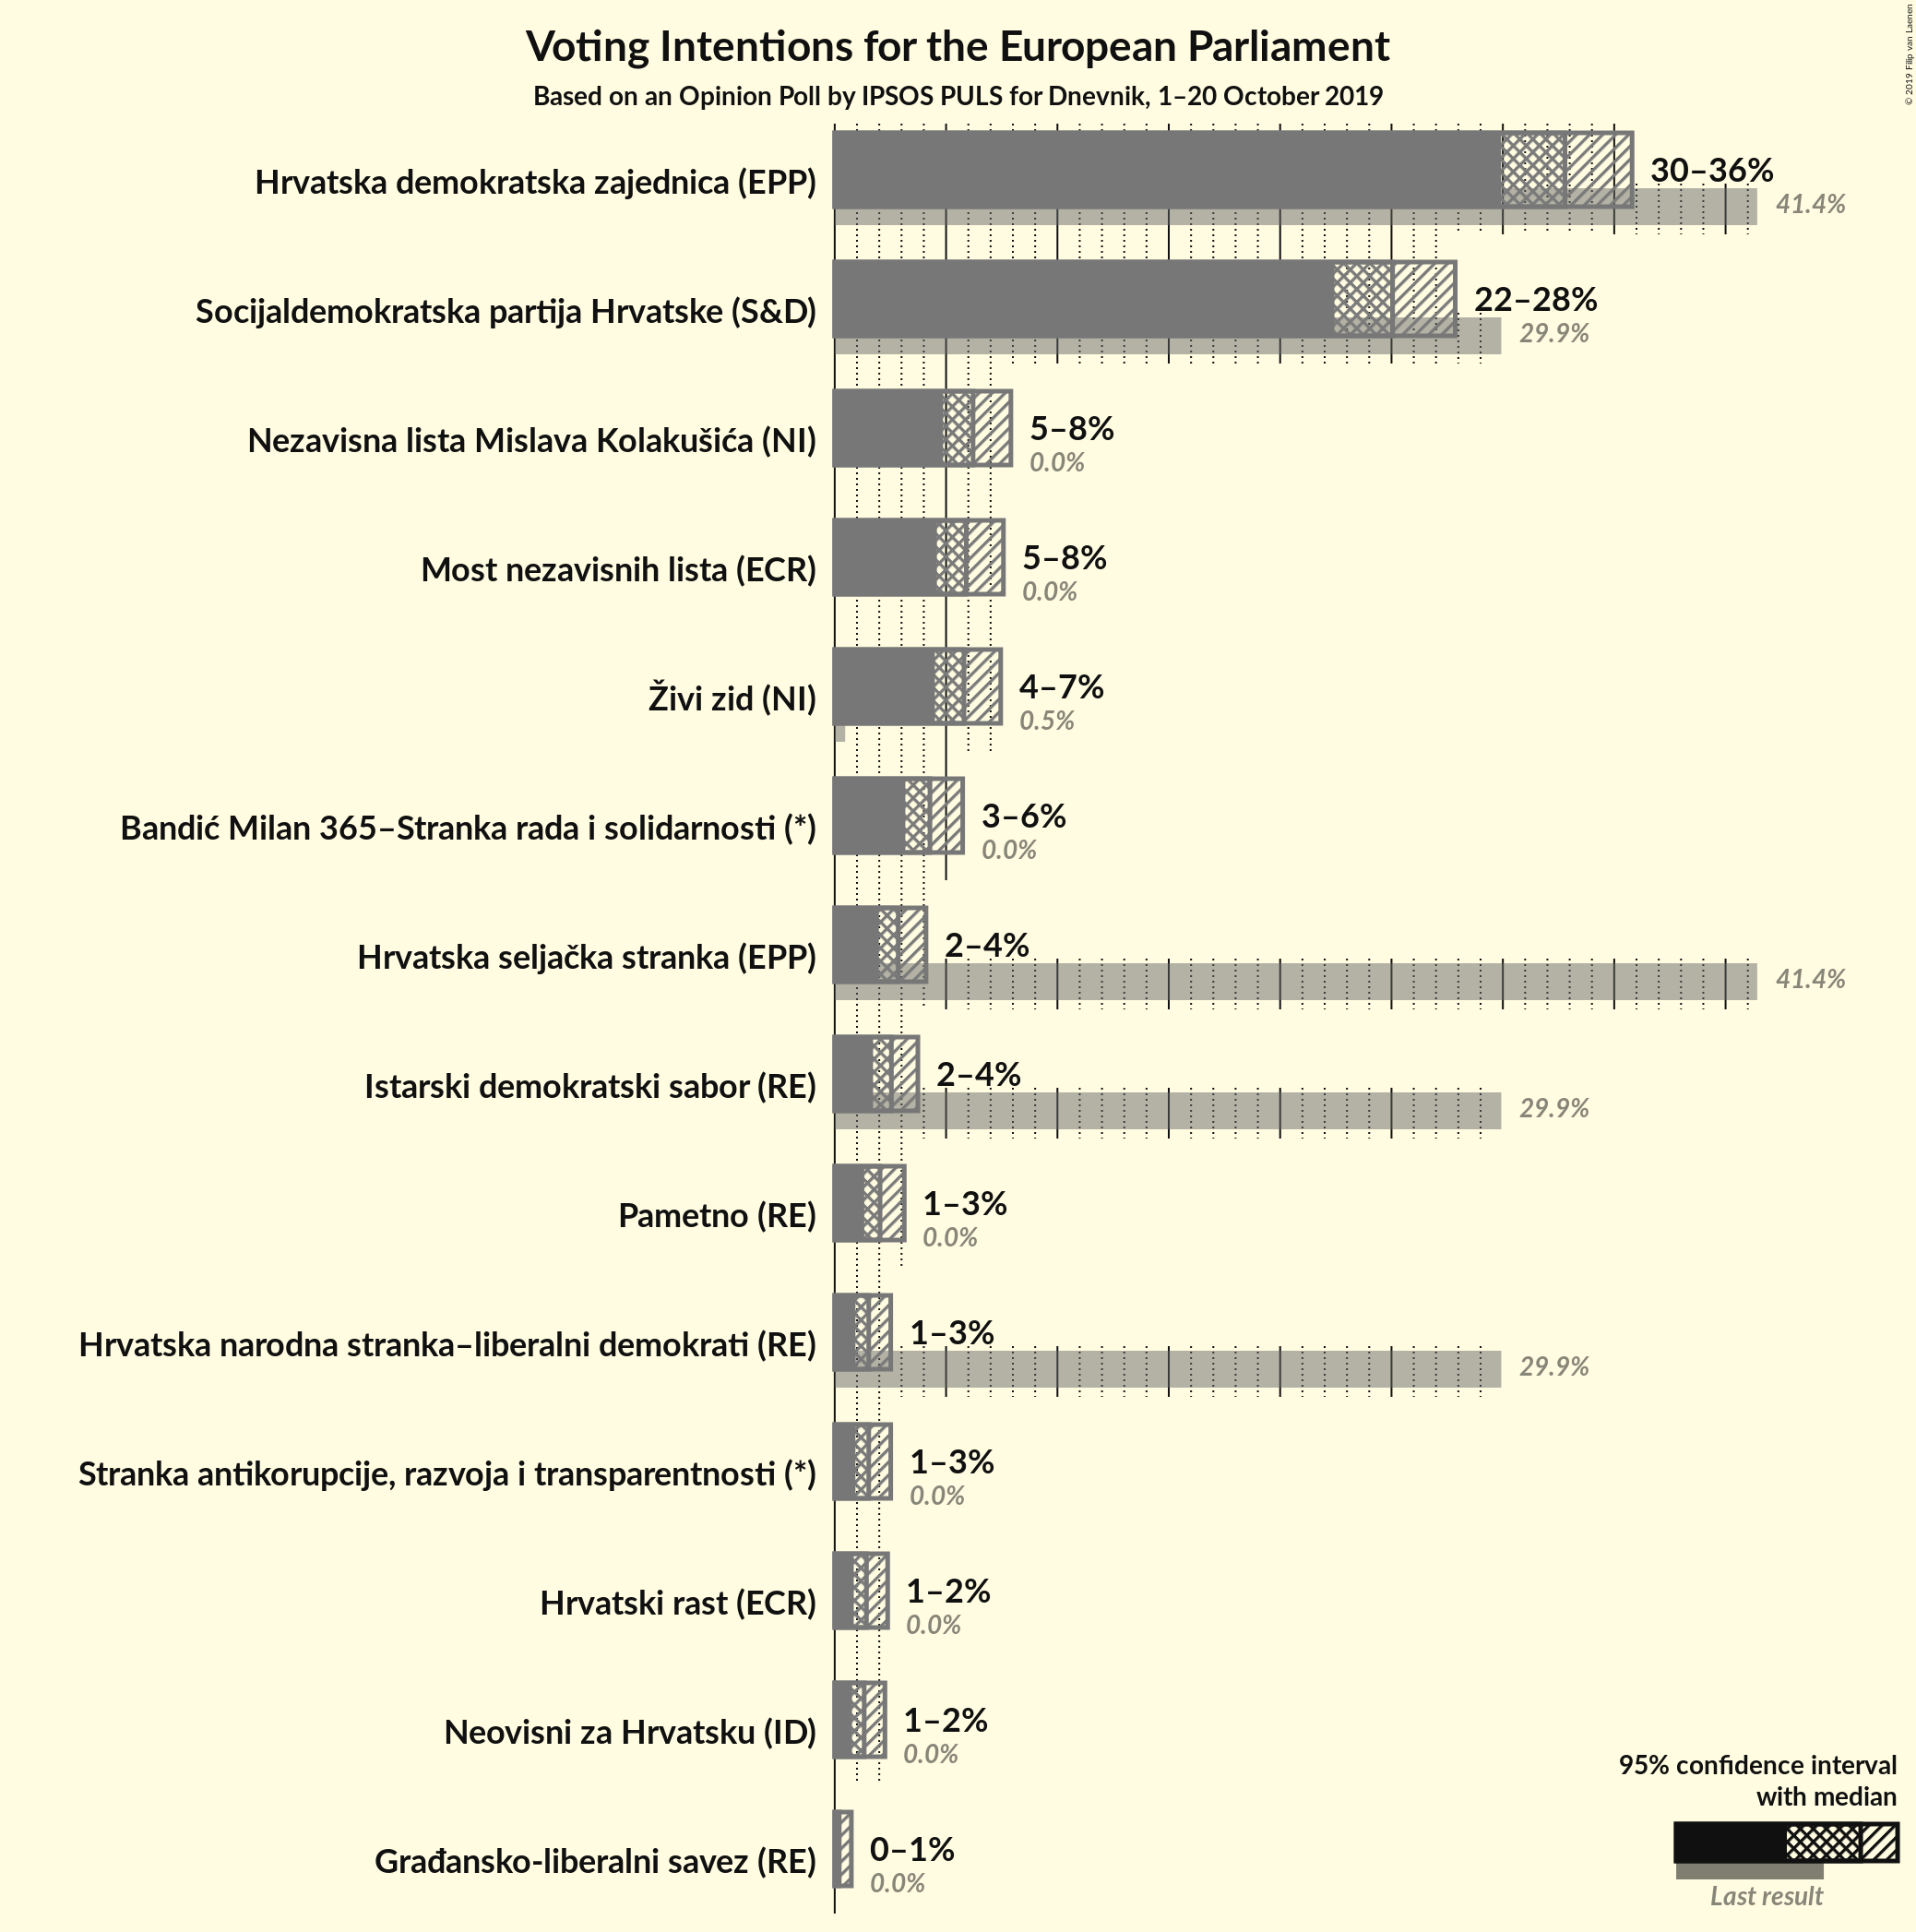 © 2019 Filip van Laenen
Voting Intentions for the European Parliament
Based on an Opinion Poll by IPSOS PULS for Dnevnik, 1–20 October 2019
Hrvatska demokratska zajednica (EPP)
30–36%
41.4%
Socijaldemokratska partija Hrvatske (S&D)
22–28%
29.9%
Nezavisna lista Mislava Kolakušića (NI)
5–8%
0.0%
Most nezavisnih lista (ECR)
5–8%
0.0%
Živi zid (NI)
4–7%
0.5%
Bandić Milan 365–Stranka rada i solidarnosti (*)
3–6%
0.0%
Hrvatska seljačka stranka (EPP)
2–4%
41.4%
Istarski demokratski sabor (RE)
2–4%
29.9%
Pametno (RE)
1–3%
0.0%
Hrvatska narodna stranka–liberalni demokrati (RE)
1–3%
29.9%
Stranka antikorupcije, razvoja i transparentnosti (*)
1–3%
0.0%
Hrvatski rast (ECR)
1–2%
0.0%
Neovisni za Hrvatsku (ID)
1–2%
0.0%
Građansko-liberalni savez (RE)
0–1%
0.0%
95% confidence interval
with median
Last result